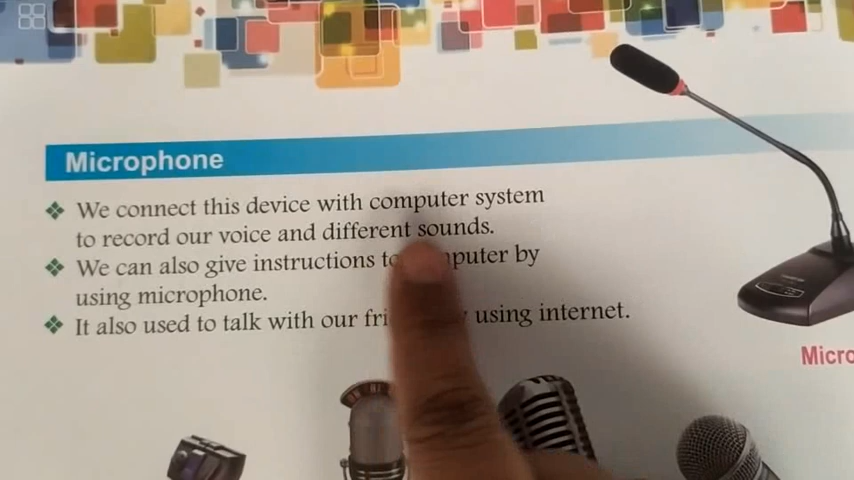 Microphone
❖ We connect this device with computer system
to record our voice and different sounds.
❖ We can also give instructions to computer by
using microphone.
❖ It also used to talk with our fri using internet.
Micro